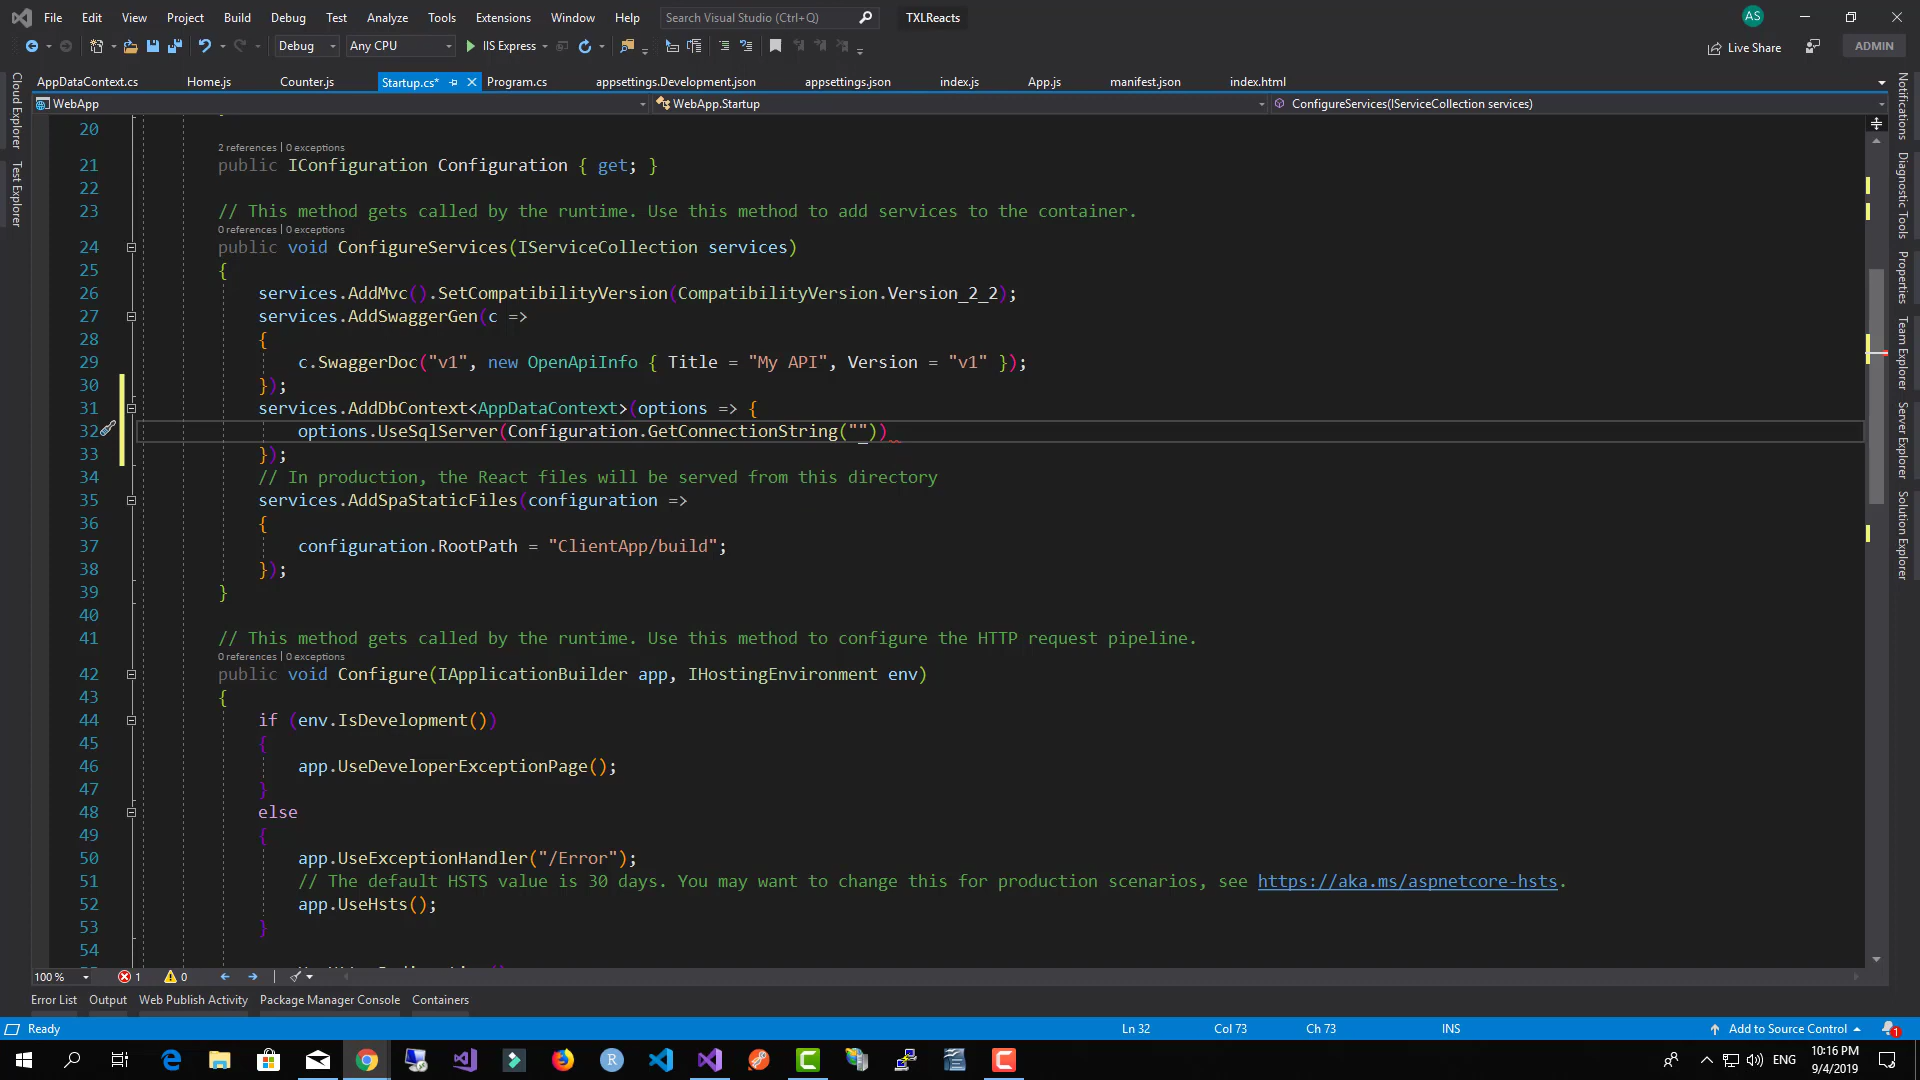 File Edit View Project Build Debug Test Analyze Tools Extensions Window Help Search Visual Studio (Ctrl+Q) TXLReacts AS
Debug Any CPU IIS Express Live Share ADMIN
AppDataContext.cs Home.js Counter.js Startup.cs* Program.cs appsettings.Development.json appsettings.json index.js App.js manifest.json index.html
WebApp WebApp.Startup ConfigureServices(IServiceCollection services)
Cloud Explorer
Test Explorer
20
2 references | 0 exceptions
21 public IConfiguration Configuration { get; }
22
23 // This method gets called by the runtime. Use this method to add services to the container.
0 references | 0 exceptions
24 public void ConfigureServices(IServiceCollection services)
25 {
26 services.AddMvc().SetCompatibilityVersion(CompatibilityVersion.Version_2_2);
27 services.AddSwaggerGen(c =>
28 {
29 c.SwaggerDoc("v1", new OpenApiInfo { Title = "My API", Version = "v1" });
30 });
31 services.AddDbContext<AppDataContext>(options => {
32 options.UseSqlServer(Configuration.GetConnectionString(""))
33 });
34 // In production, the React files will be served from this directory
35 services.AddSpaStaticFiles(configuration =>
36 {
37 configuration.RootPath = "ClientApp/build";
38 });
39 }
40
41 // This method gets called by the runtime. Use this method to configure the HTTP request pipeline.
0 references | 0 exceptions
42 public void Configure(IApplicationBuilder app, IHostingEnvironment env)
43 {
44 if (env.IsDevelopment())
45 {
46 app.UseDeveloperExceptionPage();
47 }
48 else
49 {
50 app.UseExceptionHandler("/Error");
51 // The default HSTS value is 30 days. You may want to change this for production scenarios, see https://aka.ms/aspnetcore-hsts.
52 app.UseHsts();
53 }
54
Notifications
Diagnostic Tools
Properties
Team Explorer
Server Explorer
Solution Explorer
100 % 1 0
Error List Output Web Publish Activity Package Manager Console Containers
Ready Ln 32 Col 73 Ch 73 INS Add to Source Control 1
ENG 10:16 PM
9/4/2019